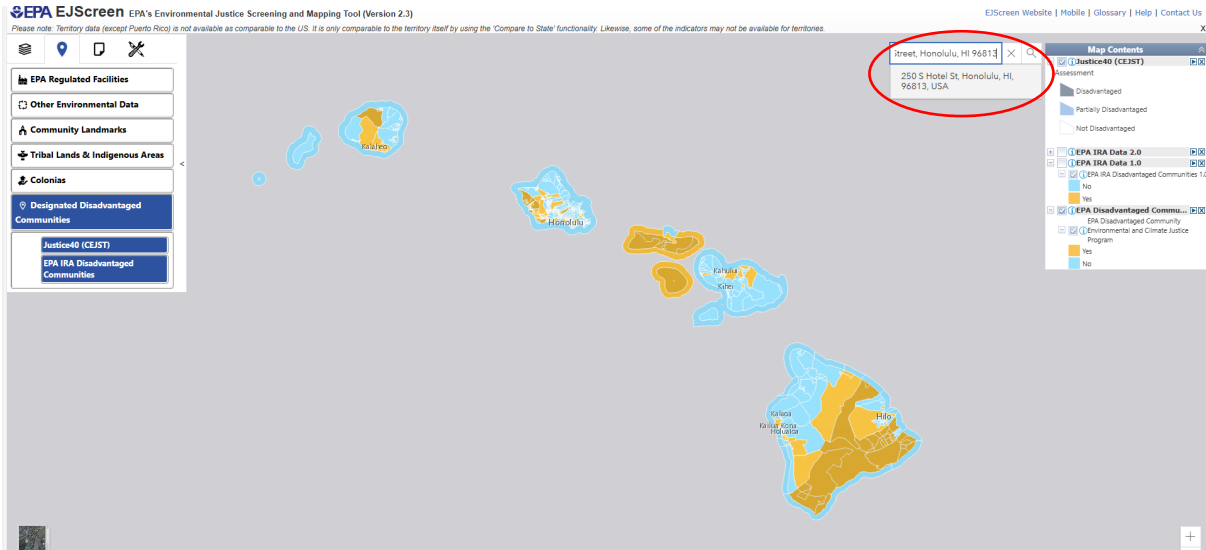 EPA EJScreen EPA's Environmental Justice Screening and Mapping Tool (Version 2.3)
EJScreen Website | Mobile | Glossary | Help | Contact Us
Please note: Territory data (except Puerto Rico) is not available as comparable to the US. It is only comparable to the territory itself by using the 'Compare to State' functionality. Likewise, some of the indicators may not be available for territories.
X
EPA Regulated Facilities
Other Environmental Data
Community Landmarks
Tribal Lands & Indigenous Areas
Colonias
Designated Disadvantaged
Communities
Justice40 (CEJST)
EPA IRA Disadvantaged
Communities
<
Street, Honolulu, HI 96813
250 S Hotel St, Honolulu, HI,
96813, USA
Map Contents
Justice40 (CEJST)
Assessment
Disadvantaged
Partially Disadvantaged
Not Disadvantaged
EPA IRA Data 2.0
EPA IRA Data 1.0
EPA IRA Disadvantaged Communities 1.0
No
Yes
EPA Disadvantaged Commu...
EPA Disadvantaged Community
Environmental and Climate Justice
Program
Yes
No
Kalaheo
Honolulu
Kahului
Kihei
Kalaoa
Kailua Kona
Holualoa
Hilo
+